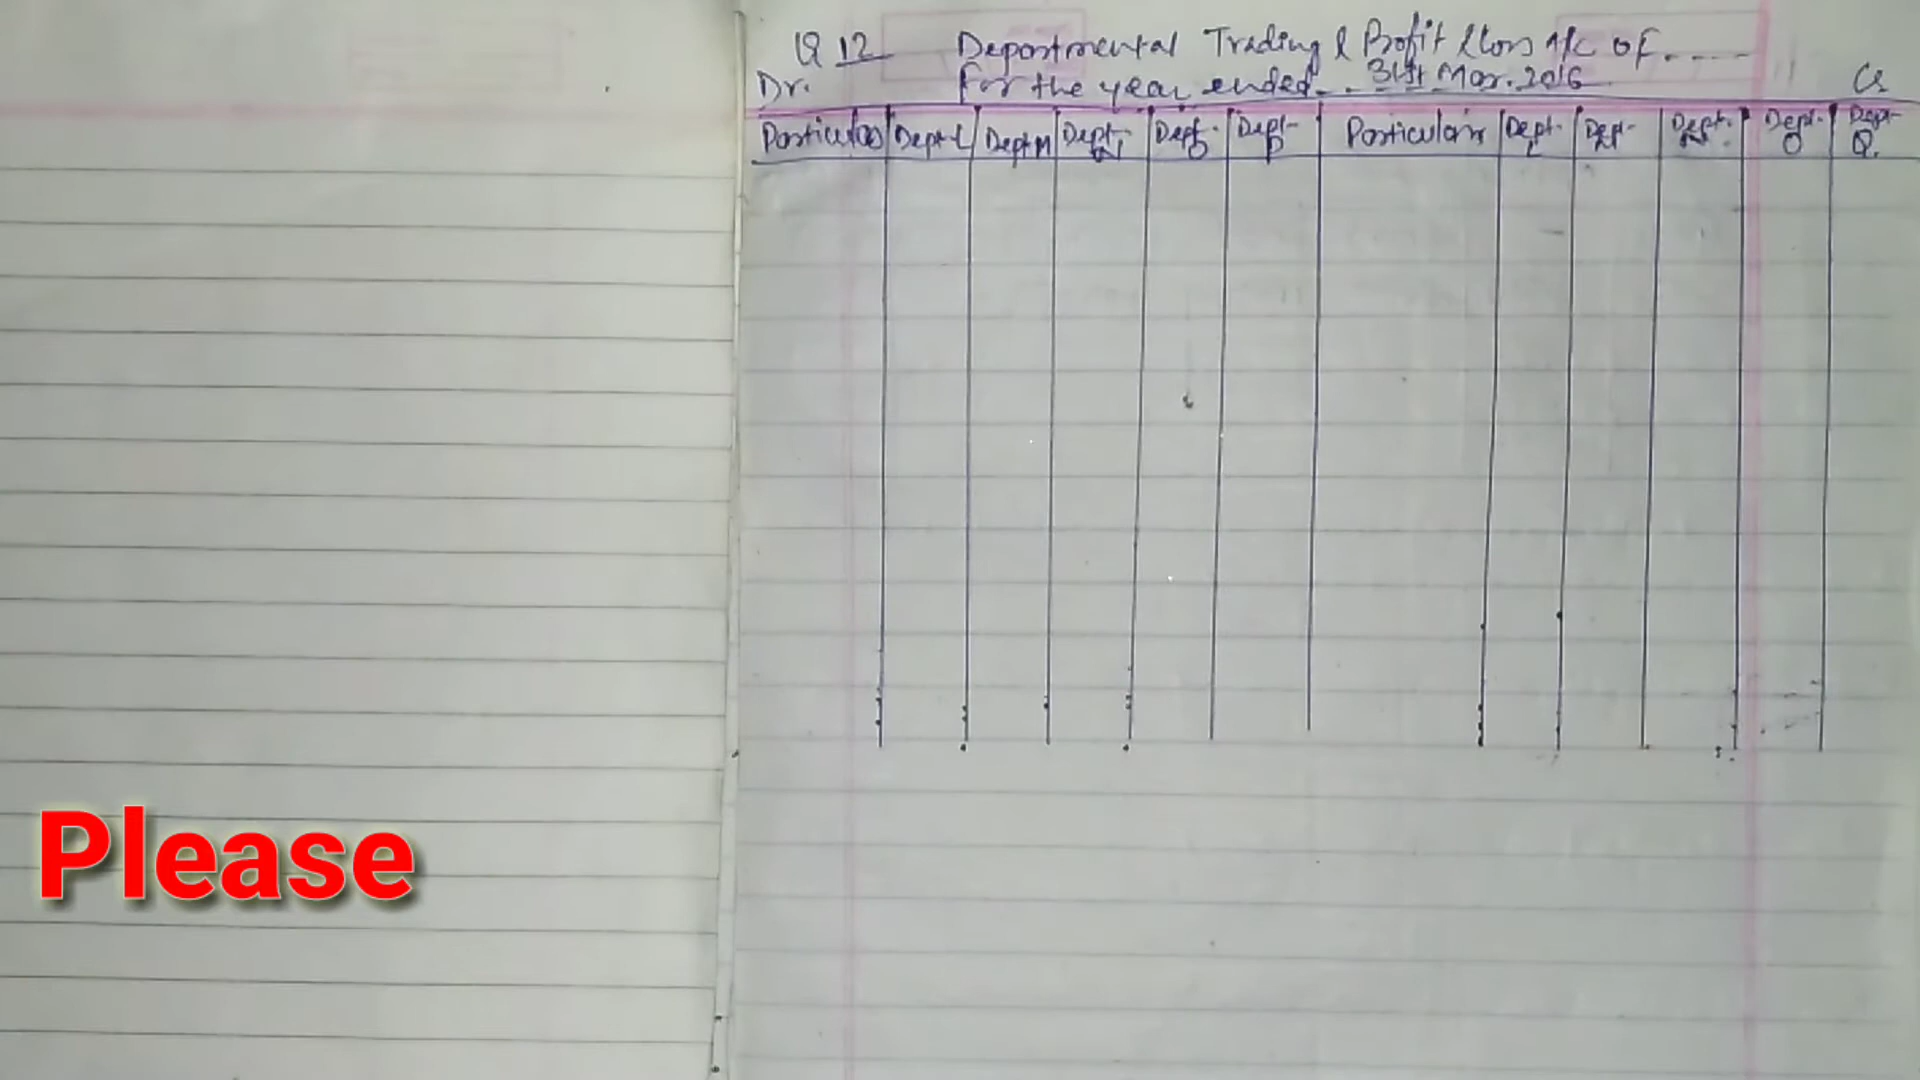 Q 12 Departmental Trading & Profit & Loss A/c of.----
Dr. For the year ended... 31st Mar. 2016 Cr
Particulars Dept-L Dept M Dept. N Dept. O Dept- P Particulars Dept. L Dept- M Dept. N Dept. O Dept- Q.
Please